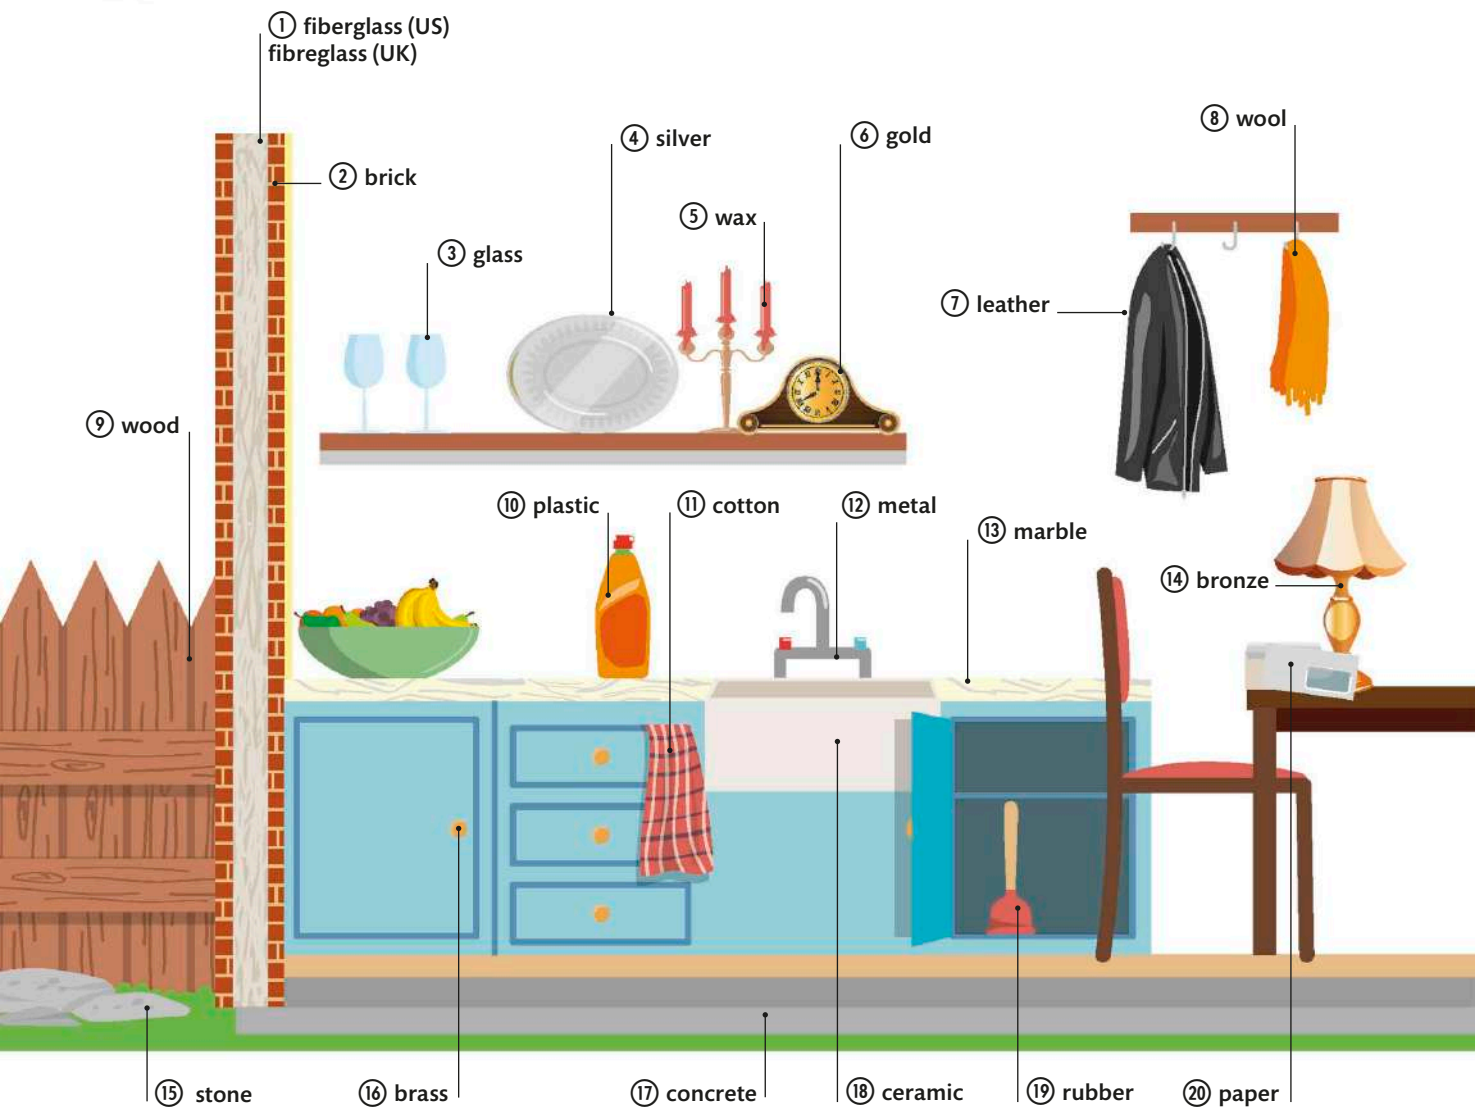 ① fiberglass (US)
fibreglass (UK)
② brick
③ glass
④ silver
⑤ wax
⑥ gold
⑦ leather
⑧ wool
⑨ wood
⑩ plastic
⑪ cotton
⑫ metal
⑬ marble
⑭ bronze
⑮ stone
⑯ brass
⑰ concrete
⑱ ceramic
⑲ rubber
⑳ paper